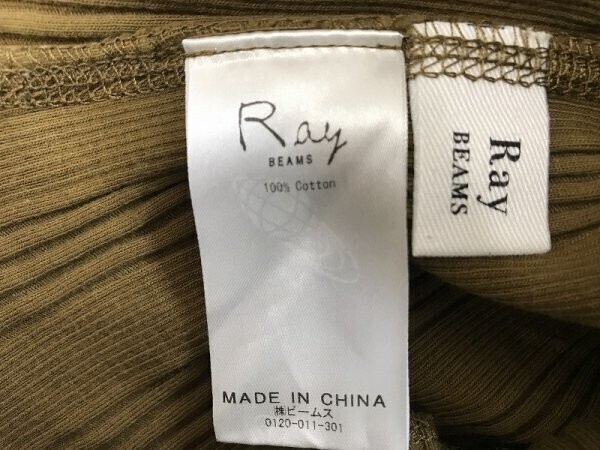 Ray
BEAMS
100% Cotton
MADE IN CHINA
㈱ビームス
0120-011-301
Ray
BEAMS